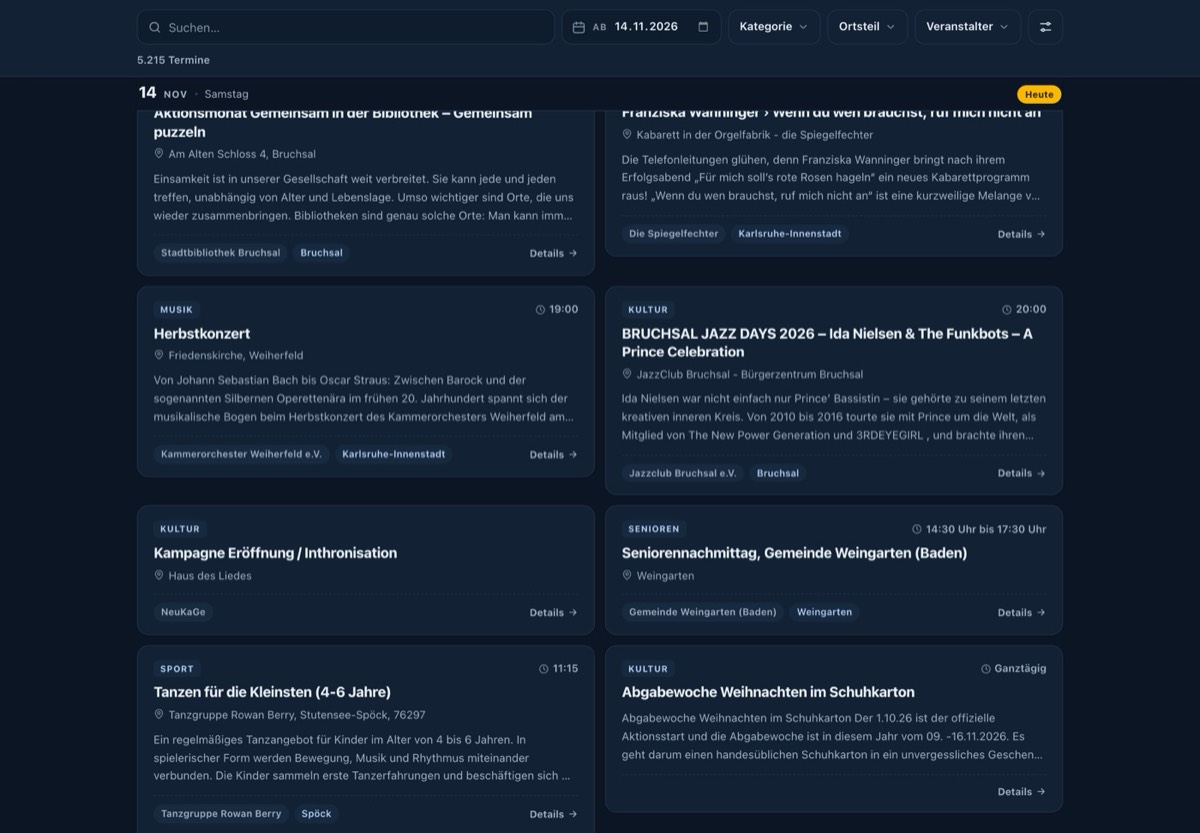 Suchen...
AB 14.11.2026
Kategorie
Ortsteil
Veranstalter
5.215 Termine
14 NOV · Samstag
Heute
Aktionsmonat Gemeinsam in der Bibliothek – Gemeinsam
puzzeln
Am Alten Schloss 4, Bruchsal
Einsamkeit ist in unserer Gesellschaft weit verbreitet. Sie kann jede und jeden
treffen, unabhängig von Alter und Lebenslage. Umso wichtiger sind Orte, die uns
wieder zusammenbringen. Bibliotheken sind genau solche Orte: Man kann imm...
Stadtbibliothek Bruchsal
Bruchsal
Details →
Franziska Wanninger › Wenn du wen brauchst, ruf mich nicht an
Kabarett in der Orgelfabrik - die Spiegelfechter
Die Telefonleitungen glühen, denn Franziska Wanninger bringt nach ihrem
Erfolgsabend „Für mich soll's rote Rosen hageln“ ein neues Kabarettprogramm
raus! „Wenn du wen brauchst, ruf mich nicht an“ ist eine kurzweilige Melange v...
Die Spiegelfechter
Karlsruhe-Innenstadt
Details →
MUSIK
19:00
Herbstkonzert
Friedenskirche, Weiherfeld
Von Johann Sebastian Bach bis Oscar Straus: Zwischen Barock und der
sogenannten Silbernen Operettenära im frühen 20. Jahrhundert spannt sich der
musikalische Bogen beim Herbstkonzert des Kammerorchesters Weiherfeld am...
Kammerorchester Weiherfeld e.V.
Karlsruhe-Innenstadt
Details →
KULTUR
20:00
BRUCHSAL JAZZ DAYS 2026 – Ida Nielsen & The Funkbots – A
Prince Celebration
JazzClub Bruchsal - Bürgerzentrum Bruchsal
Ida Nielsen war nicht einfach nur Prince' Bassistin – sie gehörte zu seinem letzten
kreativen inneren Kreis. Von 2010 bis 2016 tourte sie mit Prince um die Welt, als
Mitglied von The New Power Generation und 3RDEYEGIRL , und brachte ihren...
Jazzclub Bruchsal e.V.
Bruchsal
Details →
KULTUR
Kampagne Eröffnung / Inthronisation
Haus des Liedes
NeuKaGe
Details →
SENIOREN
14:30 Uhr bis 17:30 Uhr
Seniorennachmittag, Gemeinde Weingarten (Baden)
Weingarten
Gemeinde Weingarten (Baden)
Weingarten
Details →
SPORT
11:15
Tanzen für die Kleinsten (4-6 Jahre)
Tanzgruppe Rowan Berry, Stutensee-Spöck, 76297
Ein regelmäßiges Tanzangebot für Kinder im Alter von 4 bis 6 Jahren. In
spielerischer Form werden Bewegung, Musik und Rhythmus miteinander
verbunden. Die Kinder sammeln erste Tanzerfahrungen und beschäftigen sich ...
Tanzgruppe Rowan Berry
Spöck
Details →
KULTUR
Ganztägig
Abgabewoche Weihnachten im Schuhkarton
Abgabewoche Weihnachten im Schuhkarton Der 1.10.26 ist der offizielle
Aktionsstart und die Abgabewoche ist in diesem Jahr vom 09. -16.11.2026. Es
geht darum einen handesüblichen Schuhkarton in ein unvergessliches Geschen...
Details →